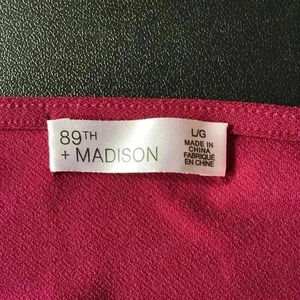 89TH
+ MADISON
L/G
MADE IN
CHINA
FABRIQUÉ
EN CHINE